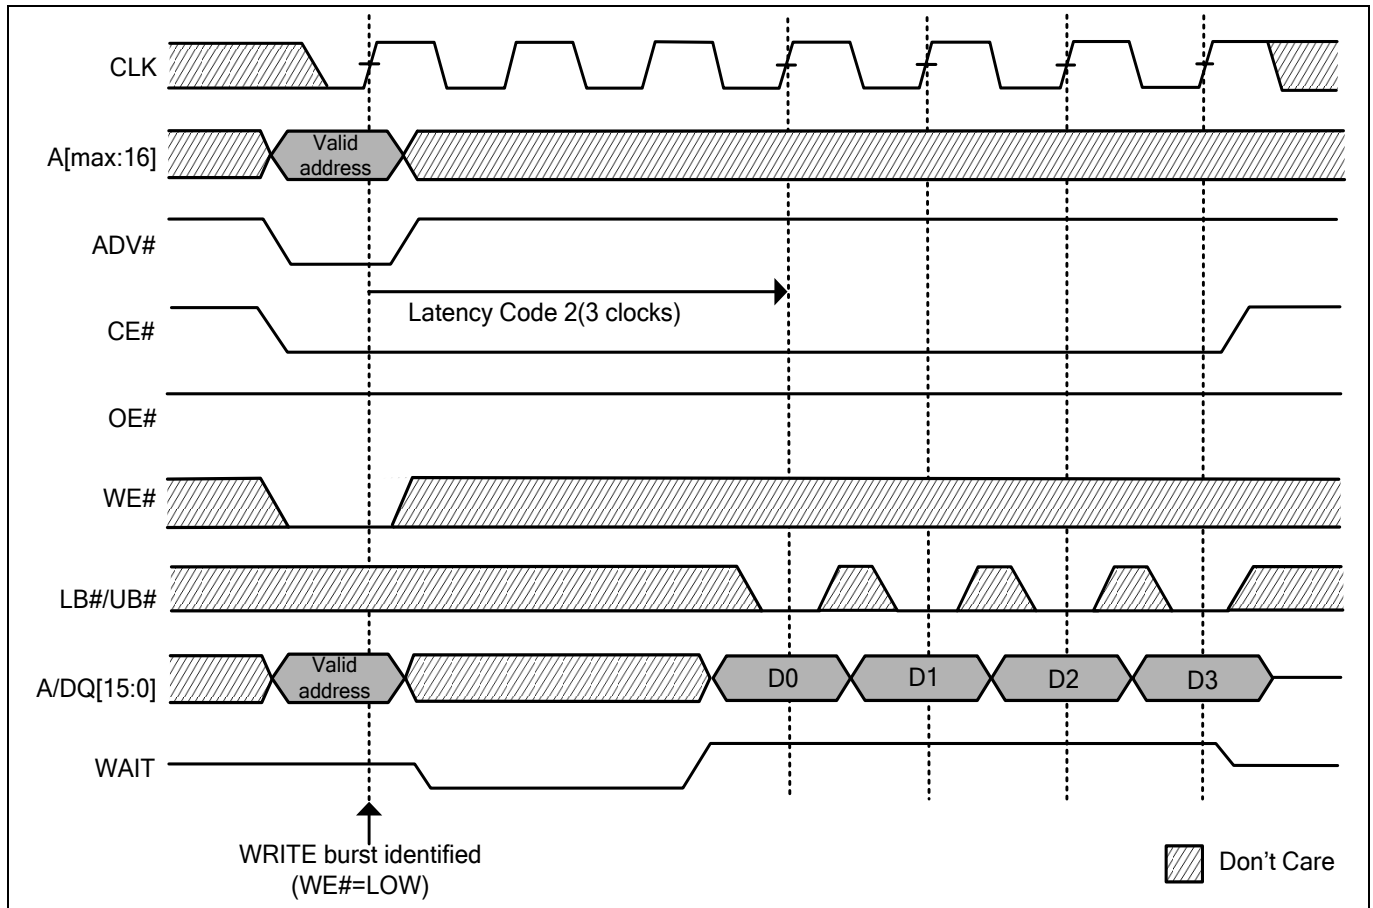 CLK
A[max:16]
Valid
address
ADV#
Latency Code 2(3 clocks)
CE#
OE#
WE#
LB#/UB#
A/DQ[15:0]
Valid
address
D0
D1
D2
D3
WAIT
WRITE burst identified
(WE#=LOW)
Don't Care